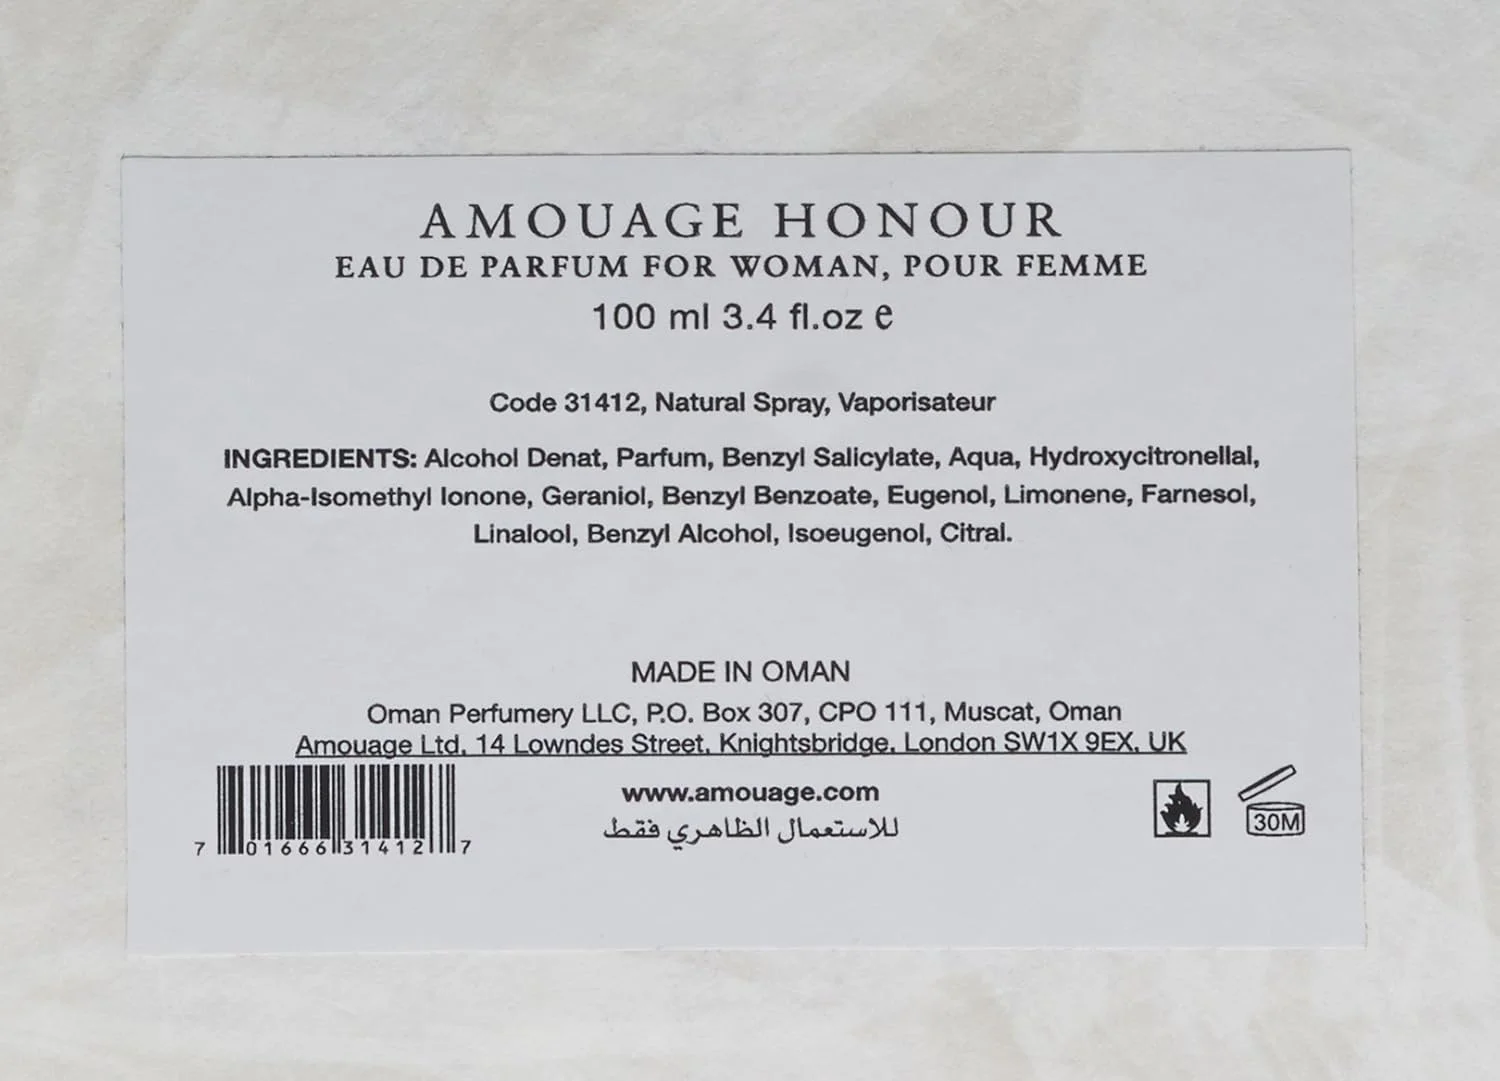 AMOUAGE HONOUR
EAU DE PARFUM FOR WOMAN, POUR FEMME
100 ml 3.4 fl.oz e
Code 31412, Natural Spray, Vaporisateur
INGREDIENTS: Alcohol Denat, Parfum, Benzyl Salicylate, Aqua, Hydroxycitronellal,
Alpha-Isomethyl Ionone, Geraniol, Benzyl Benzoate, Eugenol, Limonene, Farnesol,
Linalool, Benzyl Alcohol, Isoeugenol, Citral.
MADE IN OMAN
Oman Perfumery LLC, P.O. Box 307, CPO 111, Muscat, Oman
Amouage Ltd, 14 Lowndes Street, Knightsbridge, London SW1X 9EX, UK
www.amouage.com
للاستعمال الظاهري فقط
7 01666 31412 7
30M